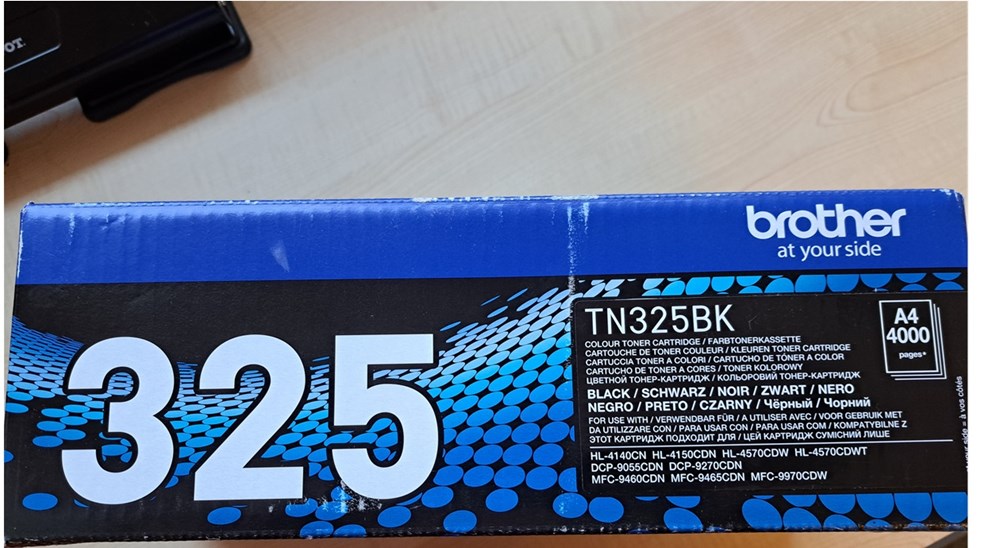 OT
brother
at your side
325
TN325BK
A4
4000
pages*
COLOUR TONER CARTRIDGE / FARBTONERKASSETTE
CARTOUCHE DE TONER COULEUR / KLEUREN TONER CARTRIDGE
CARTUCCIA TONER A COLORI / CARTUCHO DE TÓNER A COLOR
CARTUCHO DE TONER A CORES / TONER KOLOROWY
ЦВЕТНОЙ ТОНЕР-КАРТРИДЖ / КОЛЬОРОВИЙ ТОНЕР-КАРТРИДЖ
BLACK / SCHWARZ / NOIR / ZWART / NERO
NEGRO / PRETO / CZARNY / Чёрный / Чорний
FOR USE WITH / VERWENDBAR FÜR / A UTILISER AVEC / VOOR GEBRUIK MET
DA UTILIZZARE CON / PARA USAR CON / PARA USAR COM / KOMPATYBILNE Z
ЭТОТ КАРТРИДЖ ПОДХОДИТ ДЛЯ / ЦЕЙ КАРТРИДЖ СУМІСНИЙ ЛИШЕ
HL-4140CN HL-4150CDN HL-4570CDW HL-4570CDWT
DCP-9055CDN DCP-9270CDN
MFC-9460CDN MFC-9465CDN MFC-9970CDW
side = à vos côtés